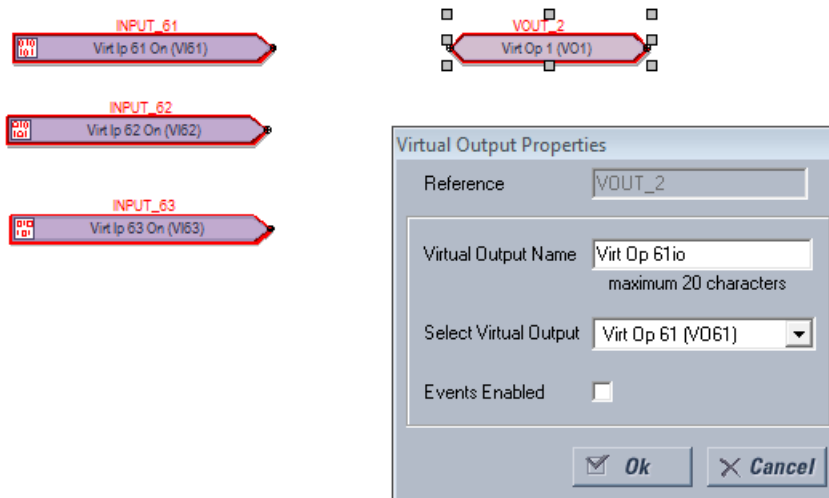 INPUT_61
Virt Ip 61 On (VI61)
VOUT_2
Virt Op 1 (VO1)
INPUT_62
Virt Ip 62 On (VI62)
INPUT_63
Virt Ip 63 On (VI63)
Virtual Output Properties
Reference VOUT_2
Virtual Output Name Virt Op 61io
maximum 20 characters
Select Virtual Output Virt Op 61 (VO61)
Events Enabled
Ok Cancel